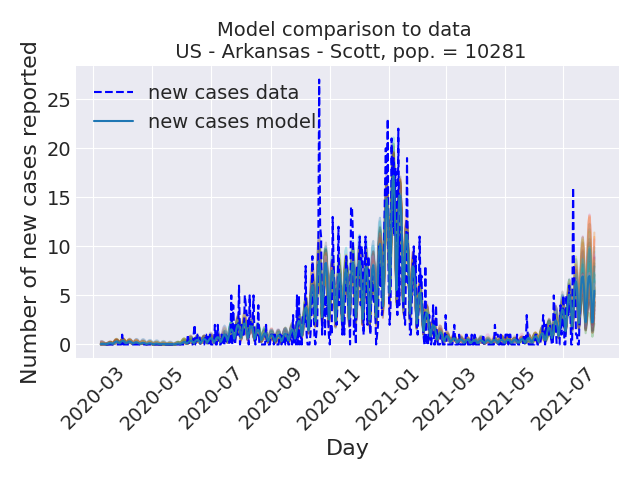 Model comparison to data
US - Arkansas - Scott, pop. = 10281
Number of new cases reported
25
20
15
10
5
0
new cases data
new cases model
2020-03
2020-05
2020-07
2020-09
2020-11
2021-01
2021-03
2021-05
2021-07
Day